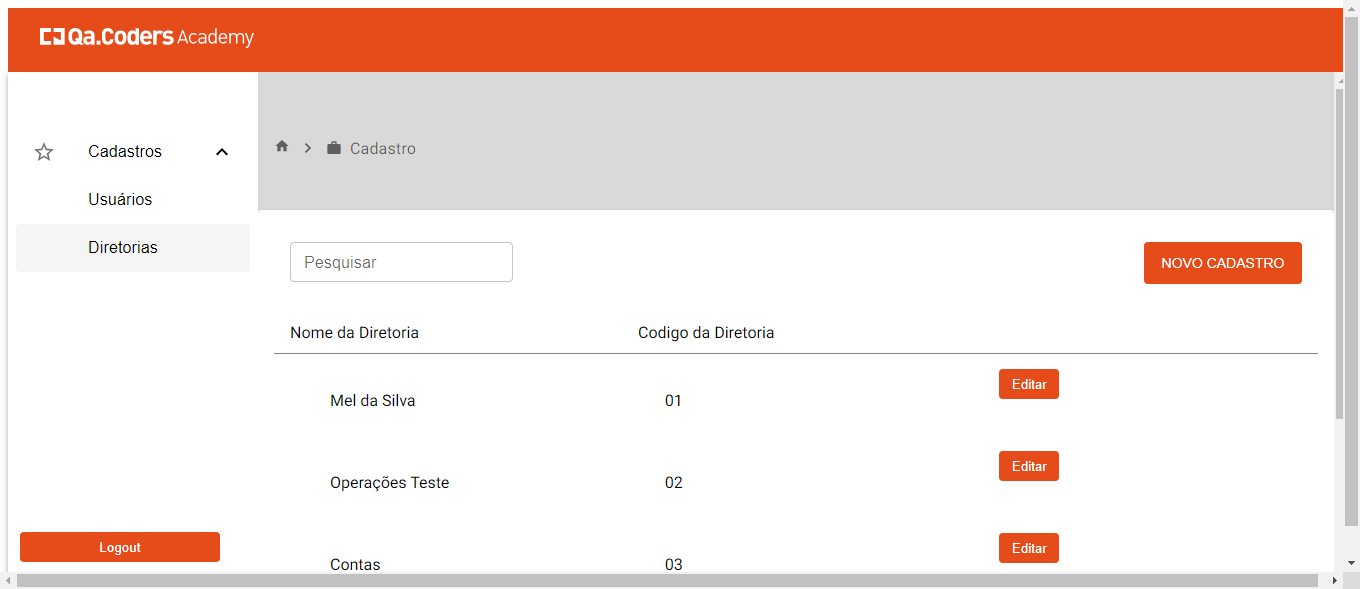 Qa.Coders Academy
Cadastros
Usuários
Diretorias
Logout
Cadastro
Pesquisar
NOVO CADASTRO
Nome da Diretoria Codigo da Diretoria
Mel da Silva 01 Editar
Operações Teste 02 Editar
Contas 03 Editar